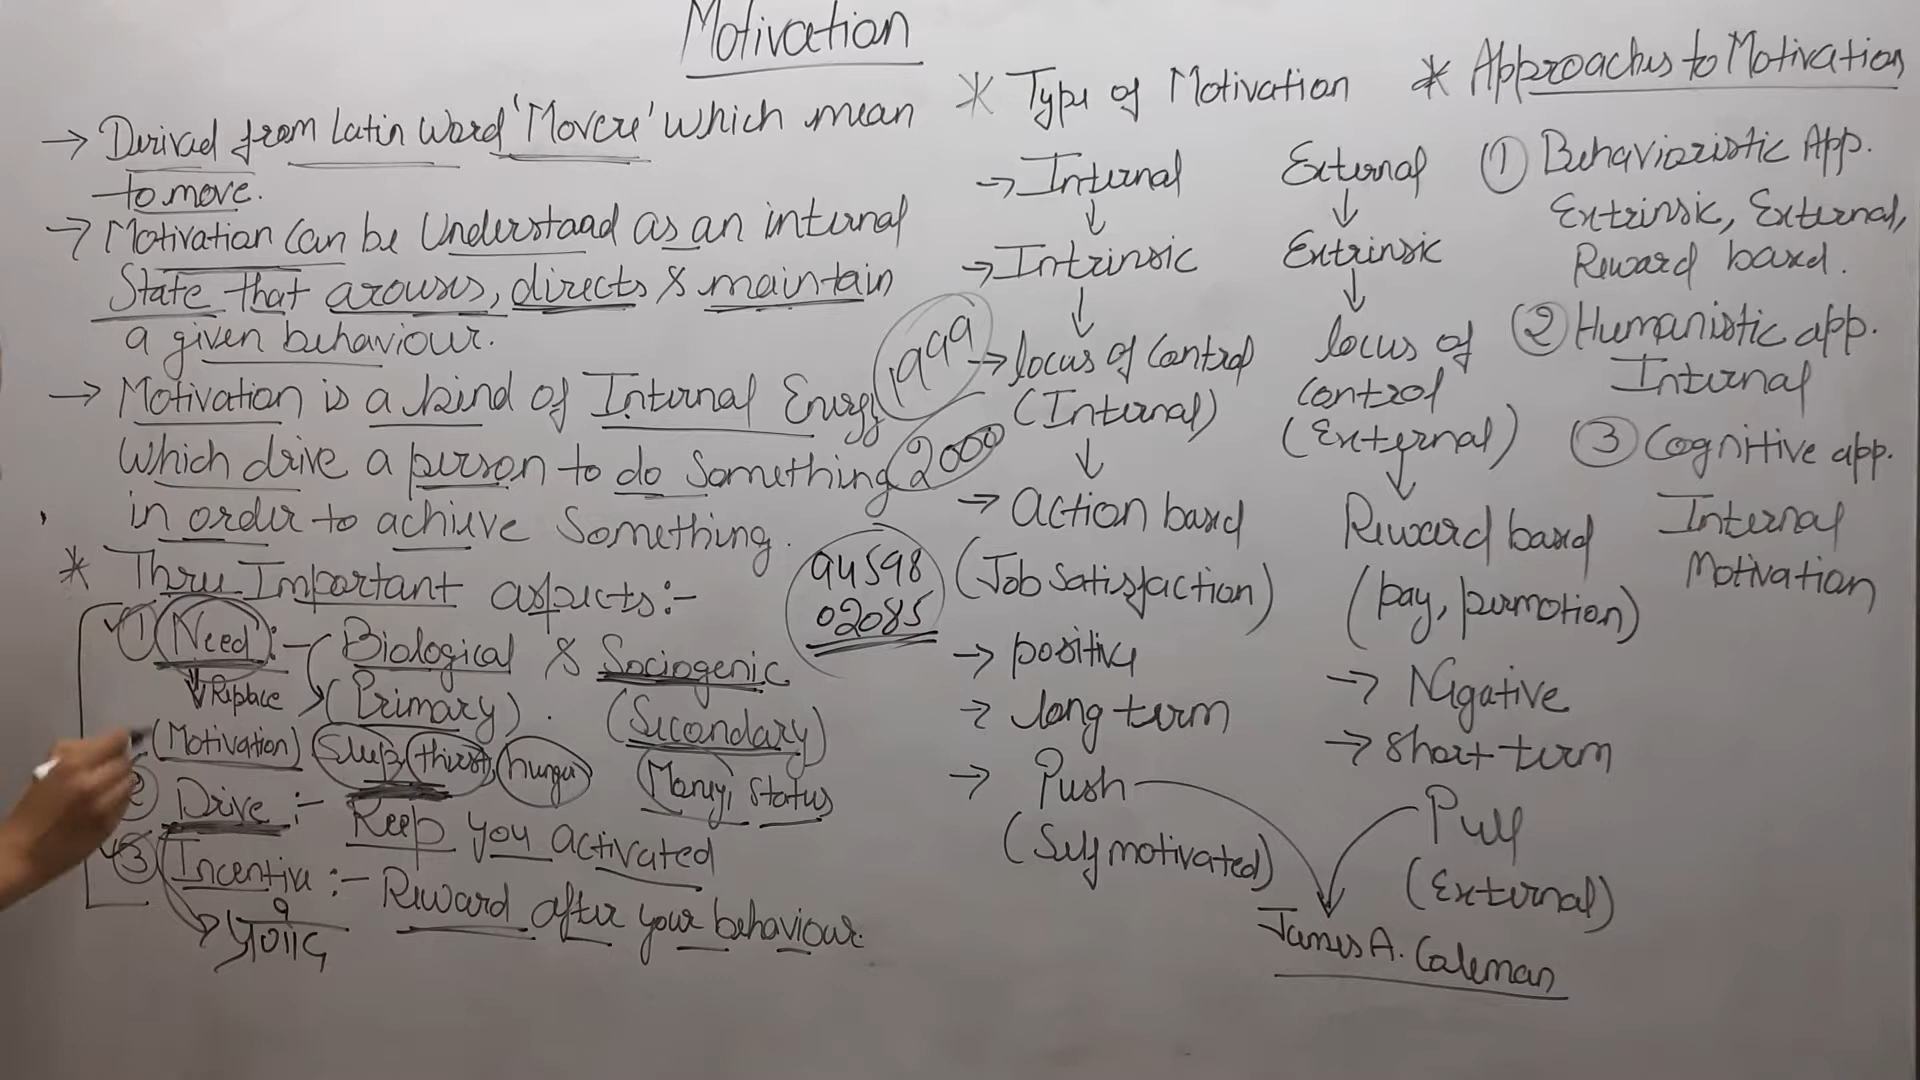 Motivation
→ Derived from Latin Word 'Movere' which mean
to move.
→ Motivation can be Understood as an internal
State that arouses, directs & maintain
a given behaviour.
→ Motivation is a kind of Internal Energy
Which drive a person to do Something
in order to achieve Something.
1999
2000
94598
02085
* Three Important aspects:-
① Need :- Biological & Sociogenic
↓ Replace (Primary). (Secondary)
(Motivation) Sleep, thirst, hunger Money, Status
② Drive :- Keep you activated
③ Incentive :- Reward after your behaviour.
* Type of Motivation
→ Internal External
↓ ↓
→ Intrinsic Extrinsic
↓ ↓
→ locus of Control locus of
(Internal) control
(External)
↓ ↓
→ action based Reward based
(Job Satisfaction) (pay, permotion)
→ positive → Nigative
→ long term → short term
→ Push Pull
(Self motivated) (External)
James A. Coleman
* Approaches to Motivation
① Behavioristic App.
Extrinsic, External,
Reward based.
② Humanistic app.
Internal
③ Cognitive app.
Internal
Motivation